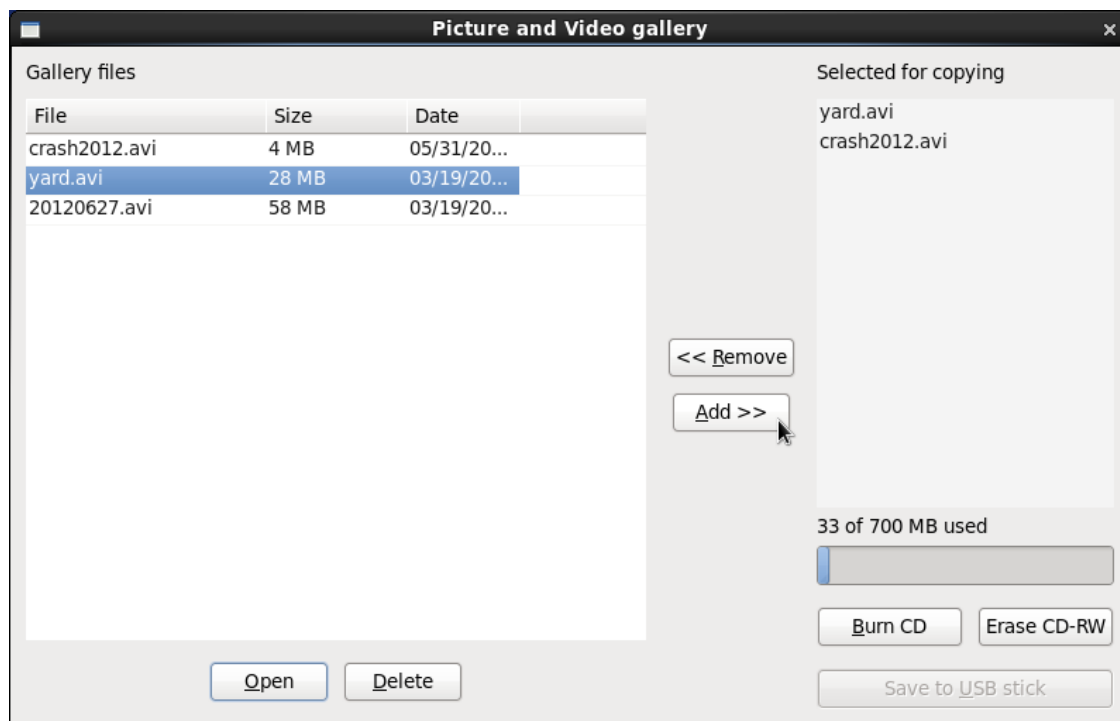 Picture and Video gallery
Gallery files
File Size Date
crash2012.avi 4 MB 05/31/20...
yard.avi 28 MB 03/19/20...
20120627.avi 58 MB 03/19/20...
<< Remove
Add >>
Open Delete
Selected for copying
yard.avi
crash2012.avi
33 of 700 MB used
Burn CD Erase CD-RW
Save to USB stick